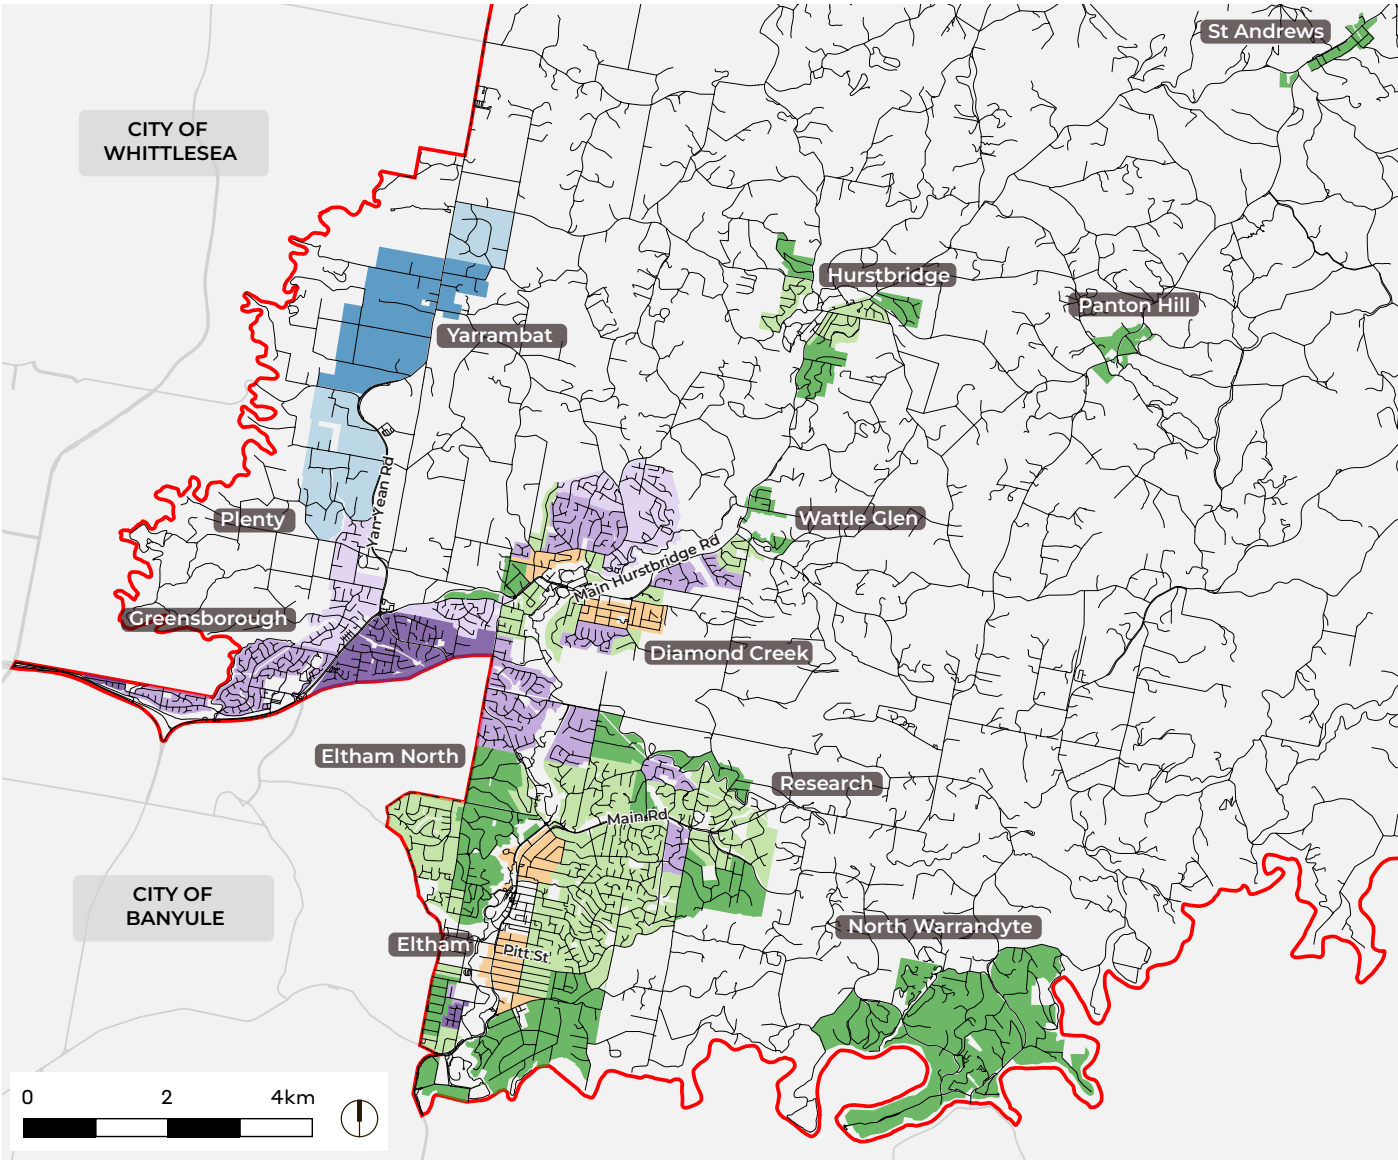 St Andrews
CITY OF
WHITTLESEA
Hurstbridge
Panton Hill
Yarrambat
Yan Yean Rd
Plenty
Wattle Glen
Main Hurstbridge Rd
Greensborough
Diamond Creek
Eltham North
Research
Main Rd
CITY OF
BANYULE
North Warrandyte
Eltham
Pitt St
0 2 4km